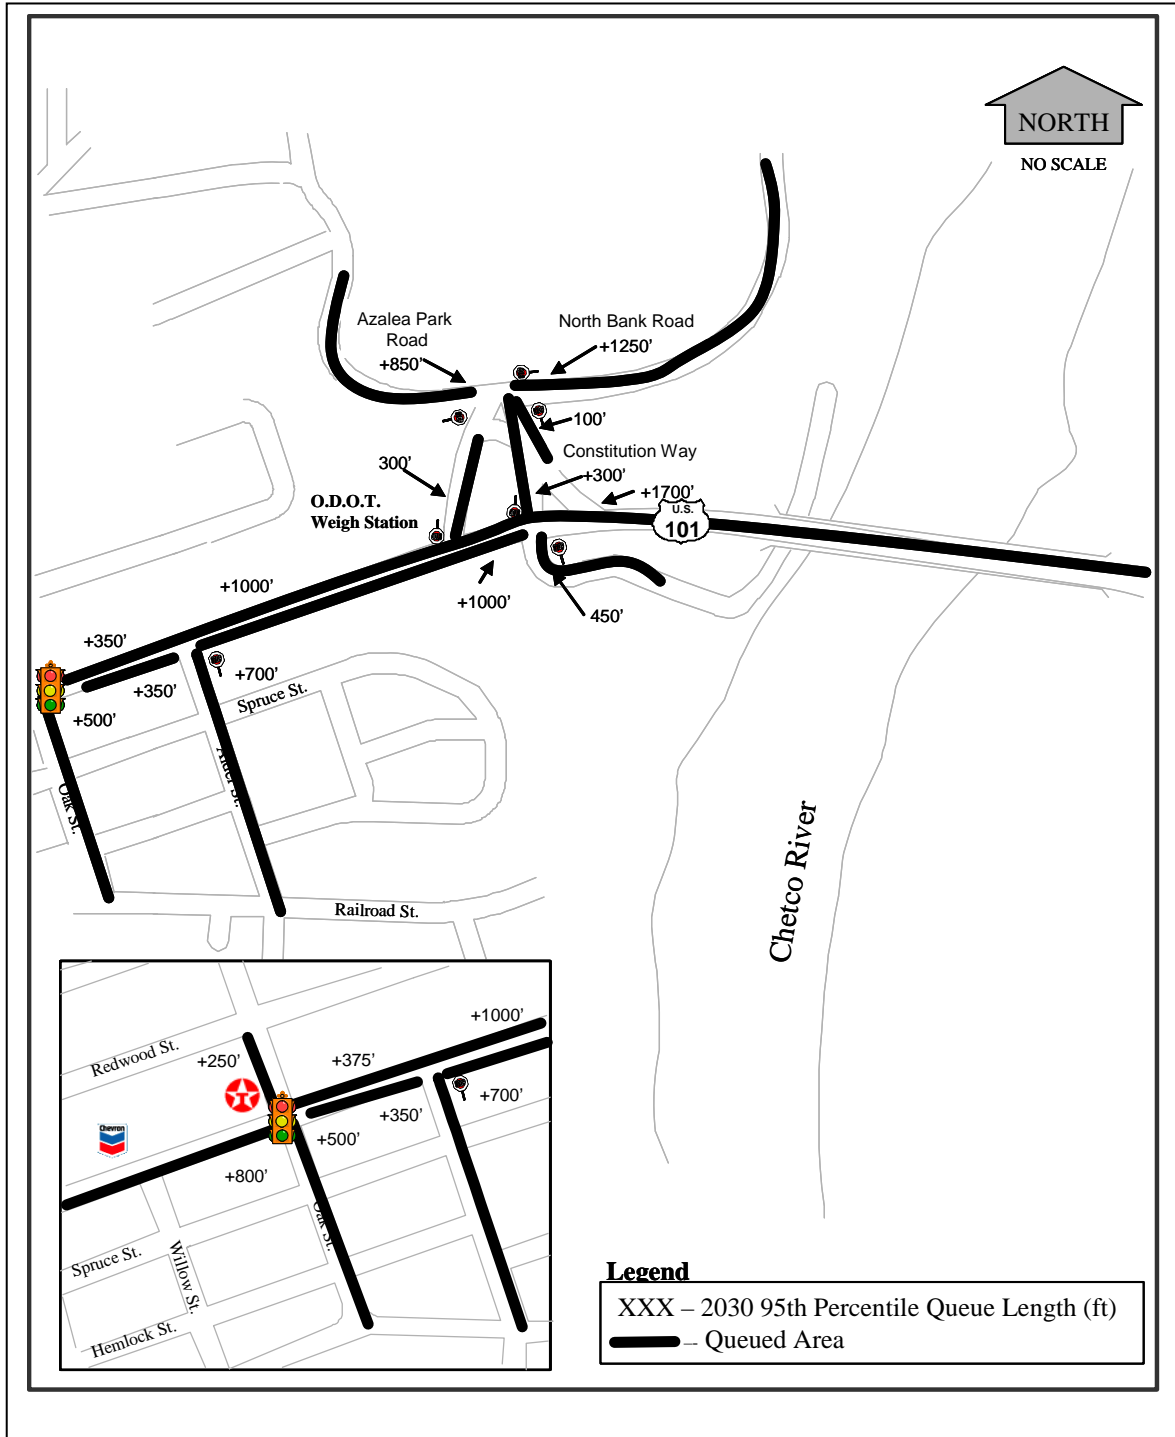 NORTH
NO SCALE
Azalea Park
Road
+850'
North Bank Road
+1250'
100'
Constitution Way
+300'
+1700'
300'
O.D.O.T.
Weigh Station
U.S.
101
+1000'
+1000'
450'
+350'
+350'
+700'
+500'
Spruce St.
Alder St.
Oak St.
Railroad St.
Chetco River
+1000'
Redwood St.
+250'
+375'
+350'
+700'
Chevron
+500'
+800'
Oak St.
Spruce St.
Willow St.
Hemlock St.
Legend
XXX – 2030 95th Percentile Queue Length (ft)
– Queued Area